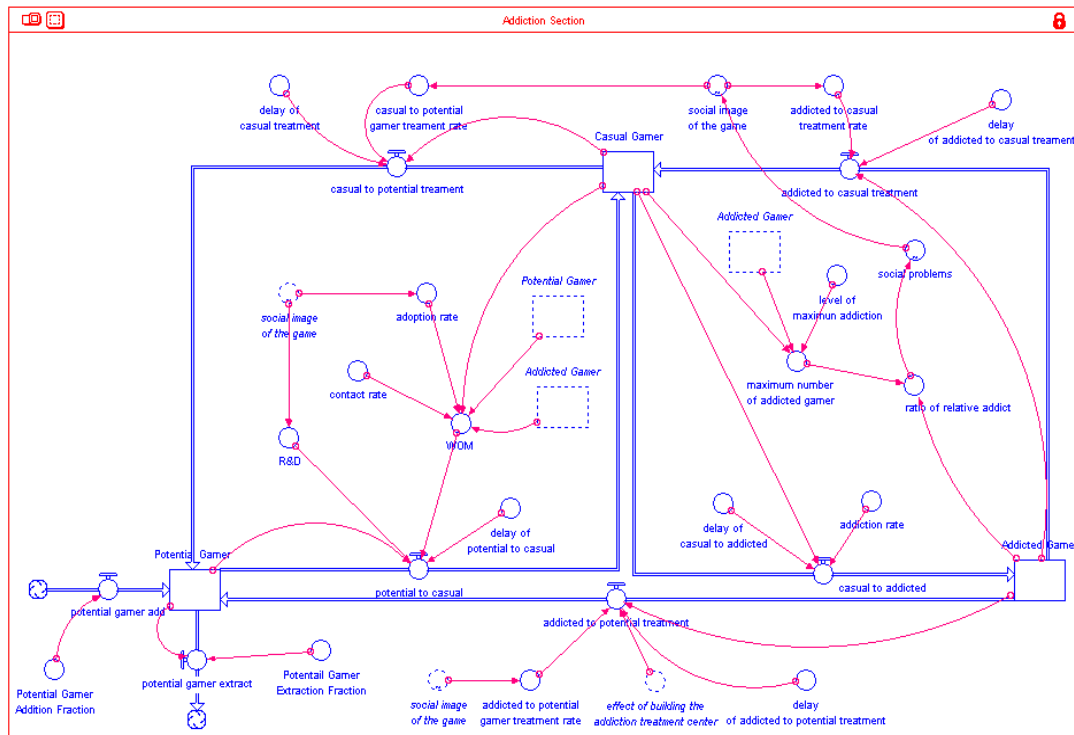 Addiction Section
delay of
casual treatment
casual to potential
gamer treament rate
social image
of the game
addicted to casual
treatment rate
delay
of addicted to casual treament
Casual Gamer
casual to potential treament
addicted to casual treatment
Addicted Gamer
social problems
Potential Gamer
level of
maximun addiction
social image
of the game
adoption rate
Addicted Gamer
contact rate
maximum number
of addicted gamer
ratio of relative addict
WOM
R&D
delay of
potential to casual
delay of
casual to addicted
addiction rate
Potential Gamer
Addicted Game
potential to casual
casual to addicted
potential gamer add
addicted to potential treatment
Potential Gamer
Addition Fraction
potential gamer extract
Potentail Gamer
Extraction Fraction
social image
of the game
addicted to potential
gamer treatment rate
effect of building the
addiction treatment center
delay
of addicted to potential treatment